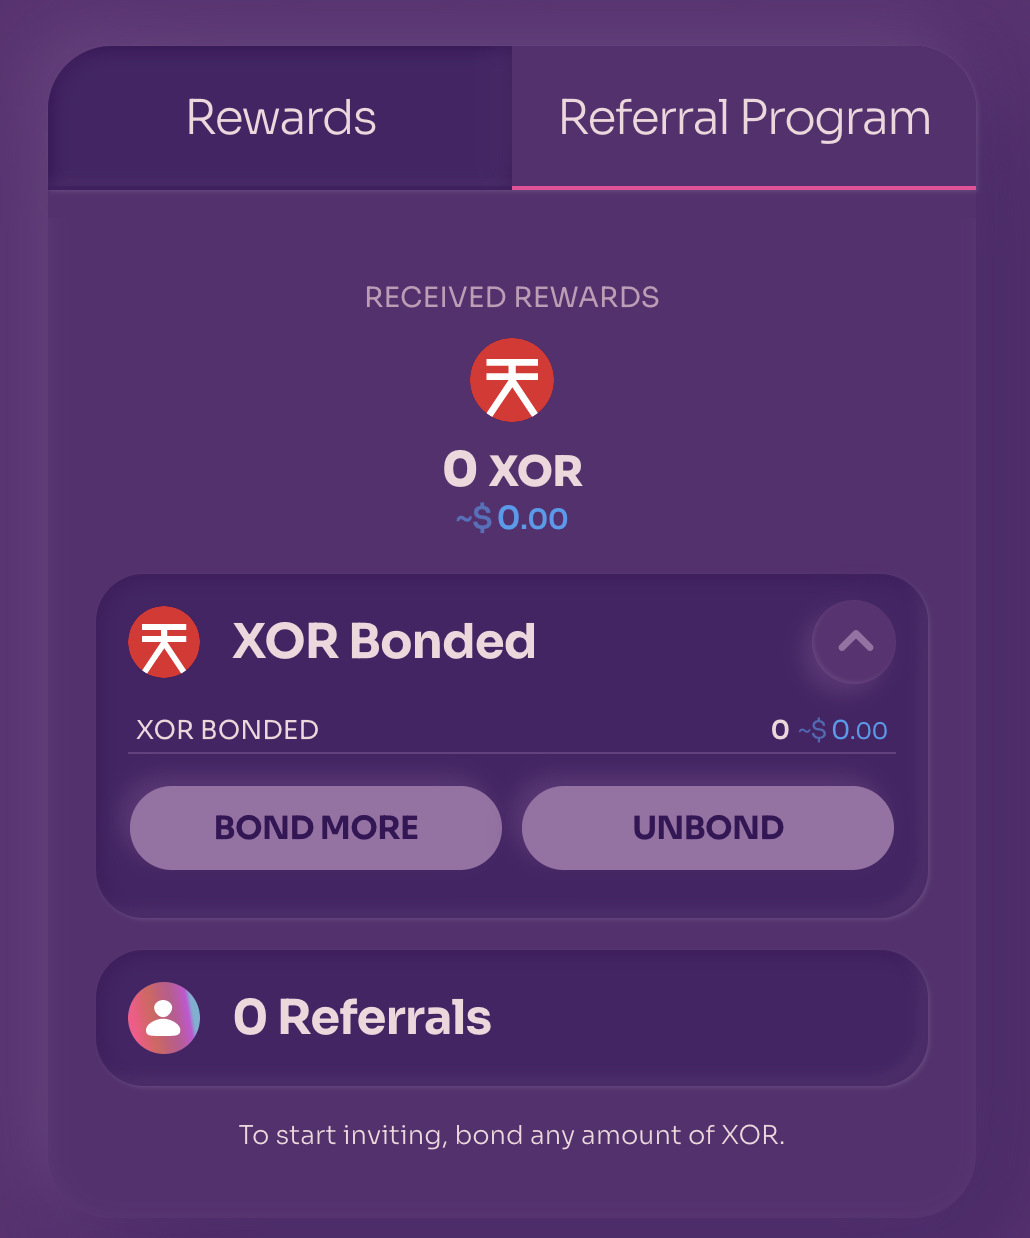 Rewards
Referral Program
RECEIVED REWARDS
0 XOR
~$ 0.00
XOR Bonded
XOR BONDED 0 ~$ 0.00
BOND MORE UNBOND
0 Referrals
To start inviting, bond any amount of XOR.